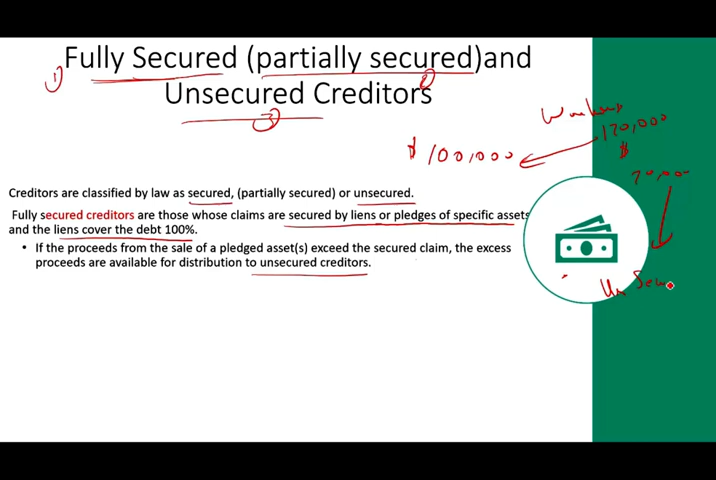 Fully Secured (partially secured)and
Unsecured Creditors
1)
2
3
$100,000
170,000
$
70,000
Creditors are classified by law as secured, (partially secured) or unsecured.
Fully secured creditors are those whose claims are secured by liens or pledges of specific assets
and the liens cover the debt 100%.
• If the proceeds from the sale of a pledged asset(s) exceed the secured claim, the excess
proceeds are available for distribution to unsecured creditors.
Un Secu